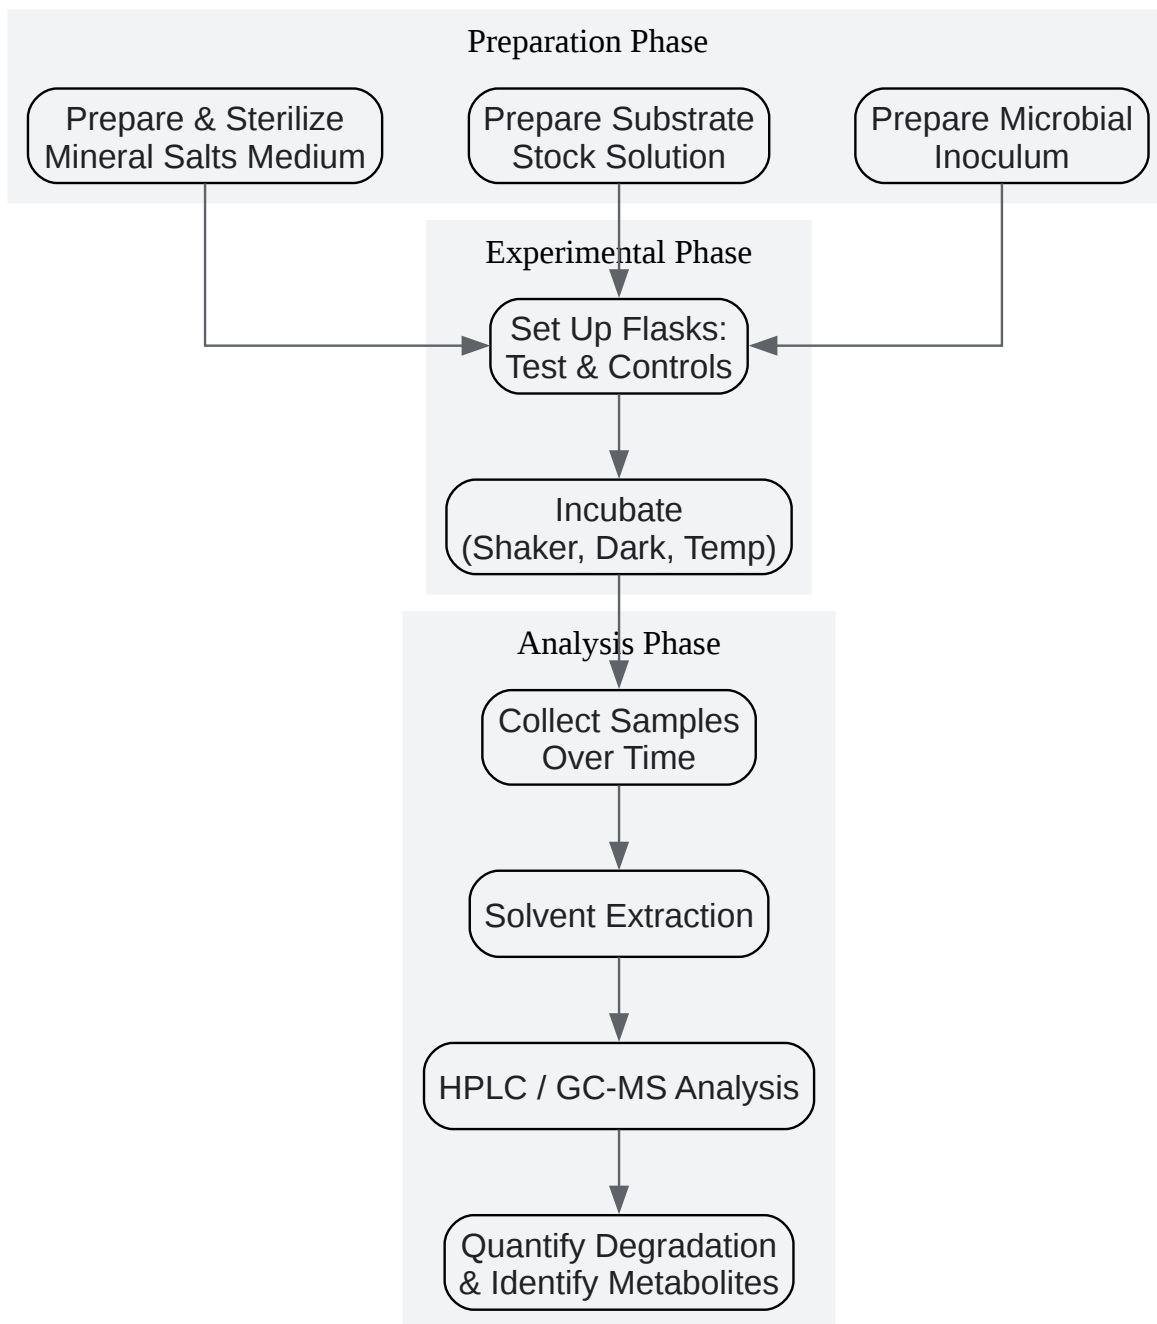 Preparation Phase
Prepare & Sterilize
Mineral Salts Medium
Prepare Substrate
Stock Solution
Prepare Microbial
Inoculum
Experimental Phase
Set Up Flasks:
Test & Controls
Incubate
(Shaker, Dark, Temp)
Analysis Phase
Collect Samples
Over Time
Solvent Extraction
HPLC / GC-MS Analysis
Quantify Degradation
& Identify Metabolites